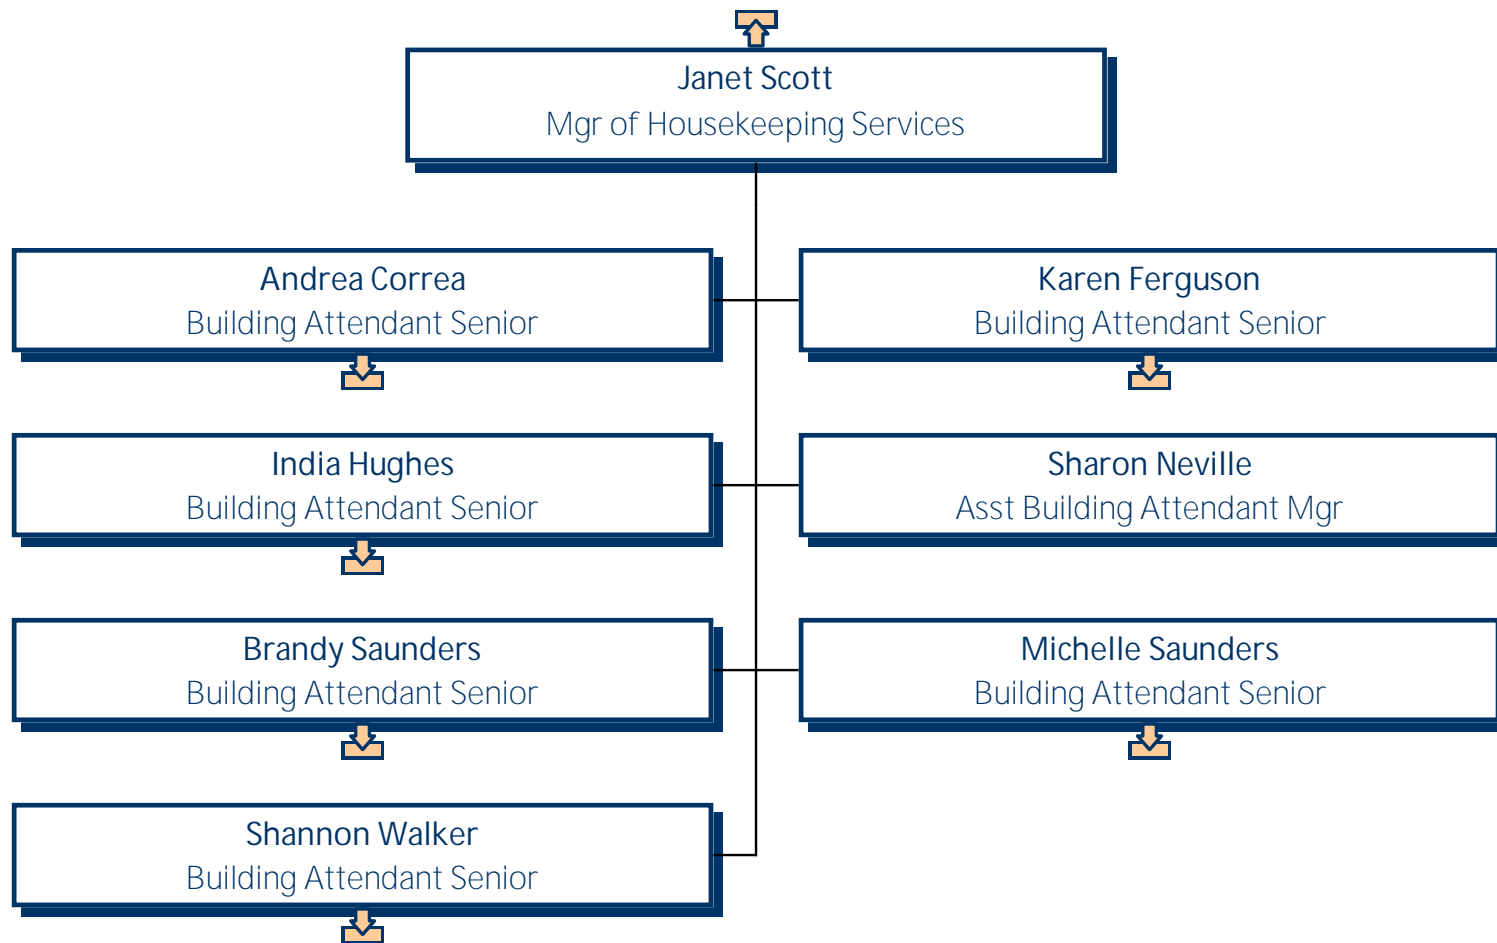 Janet Scott
Mgr of Housekeeping Services
Andrea Correa
Building Attendant Senior
Karen Ferguson
Building Attendant Senior
India Hughes
Building Attendant Senior
Sharon Neville
Asst Building Attendant Mgr
Brandy Saunders
Building Attendant Senior
Michelle Saunders
Building Attendant Senior
Shannon Walker
Building Attendant Senior